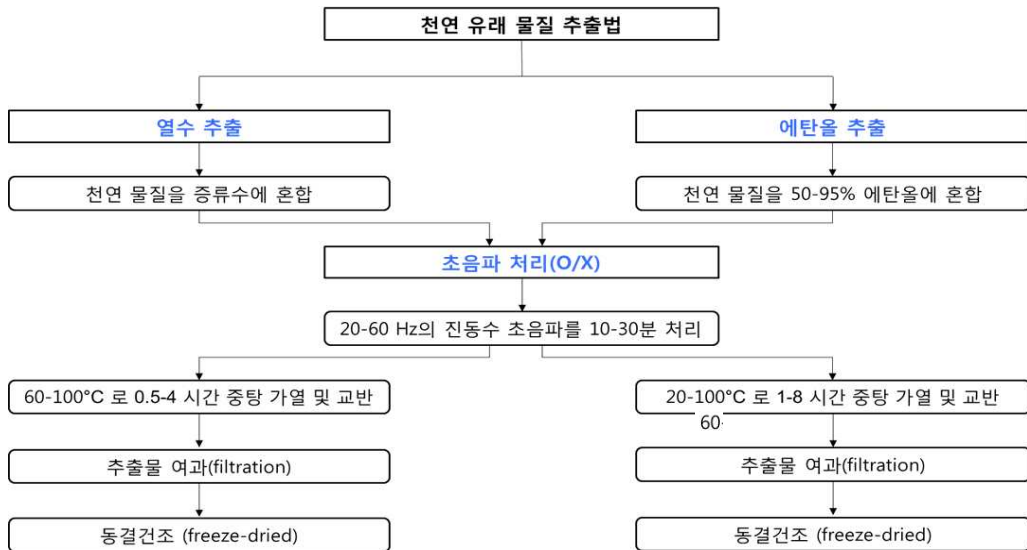 천연 유래 물질 추출법
열수 추출
에탄올 추출
천연 물질을 증류수에 혼합
천연 물질을 50-95% 에탄올에 혼합
초음파 처리(O/X)
20-60 Hz의 진동수 초음파를 10-30분 처리
60-100°C 로 0.5-4 시간 중탕 가열 및 교반
20-100°C 로 1-8 시간 중탕 가열 및 교반
60-
추출물 여과(filtration)
추출물 여과(filtration)
동결건조 (freeze-dried)
동결건조 (freeze-dried)